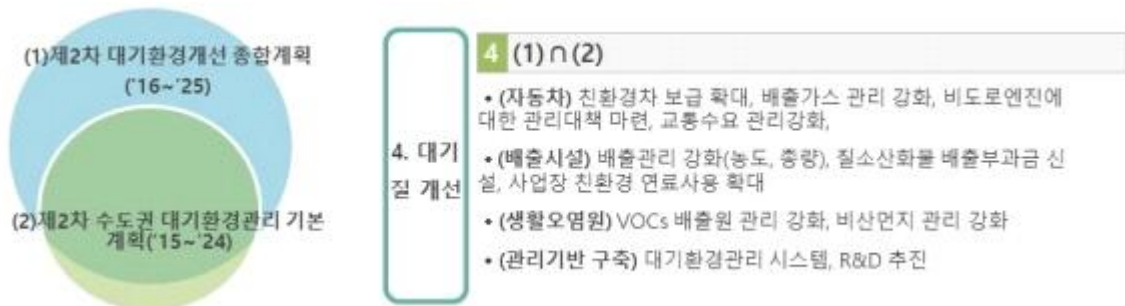 (1)제2차 대기환경개선 종합계획
('16~'25)
(2)제2차 수도권 대기환경관리 기본
계획('15~'24)
4. 대기
질 개선
4 (1)∩(2)
• (자동차) 친환경차 보급 확대, 배출가스 관리 강화, 비도로엔진에
대한 관리대책 마련, 교통수요 관리강화,
• (배출시설) 배출관리 강화(농도, 총량), 질소산화물 배출부과금 신
설, 사업장 친환경 연료사용 확대
• (생활오염원) VOCs 배출원 관리 강화, 비산먼지 관리 강화
• (관리기반 구축) 대기환경관리 시스템, R&D 추진